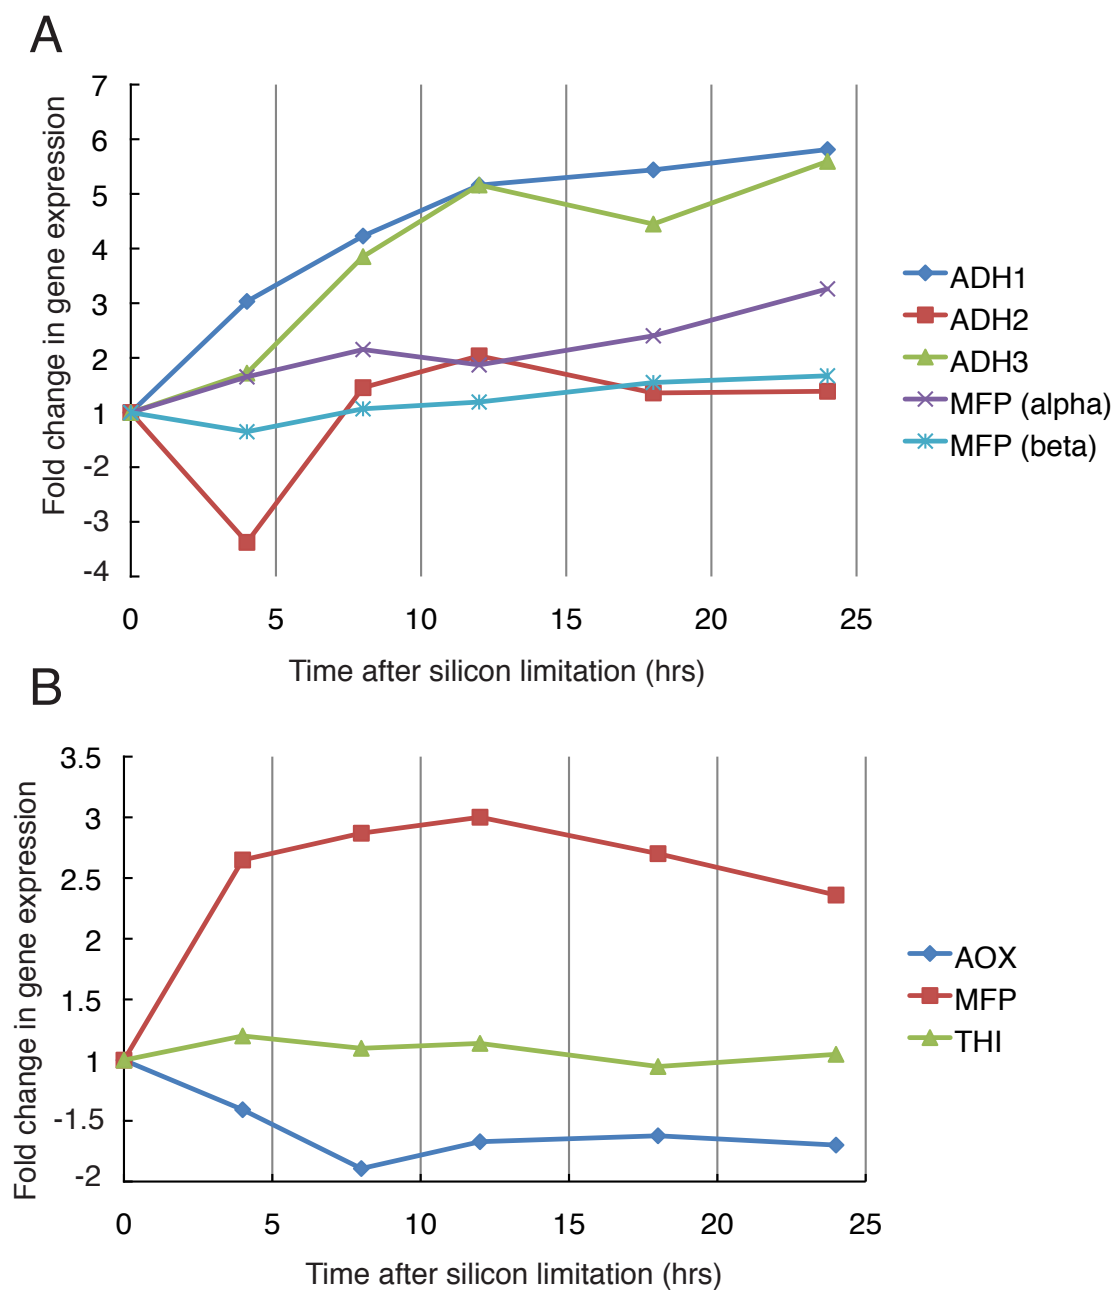 A
Fold change in gene expression
7
6
5
4
3
2
1
-2
-3
-4
0 5 10 15 20 25
Time after silicon limitation (hrs)
ADH1
ADH2
ADH3
MFP (alpha)
MFP (beta)
B
Fold change in gene expression
3.5
3
2.5
2
1.5
1
-1.5
-2
0 5 10 15 20 25
Time after silicon limitation (hrs)
AOX
MFP
THI